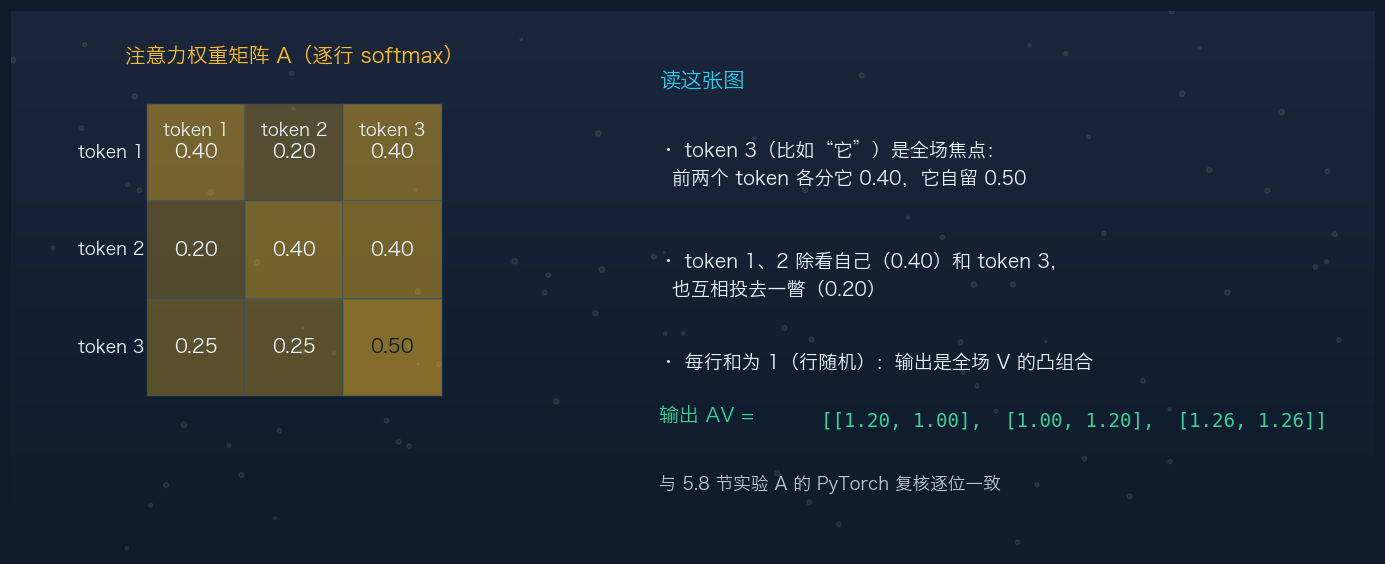 注意力权重矩阵 A（逐行 softmax）
token 1 token 2 token 3
token 1 0.40 0.20 0.40
token 2 0.20 0.40 0.40
token 3 0.25 0.25 0.50
读这张图
· token 3（比如“它”）是全场焦点：
前两个 token 各分它 0.40，它自留 0.50
· token 1、2 除看自己（0.40）和 token 3，
也互相投去一瞥（0.20）
· 每行和为 1（行随机）：输出是全场 V 的凸组合
输出 AV = [[1.20, 1.00], [1.00, 1.20], [1.26, 1.26]]
与 5.8 节实验 A 的 PyTorch 复核逐位一致